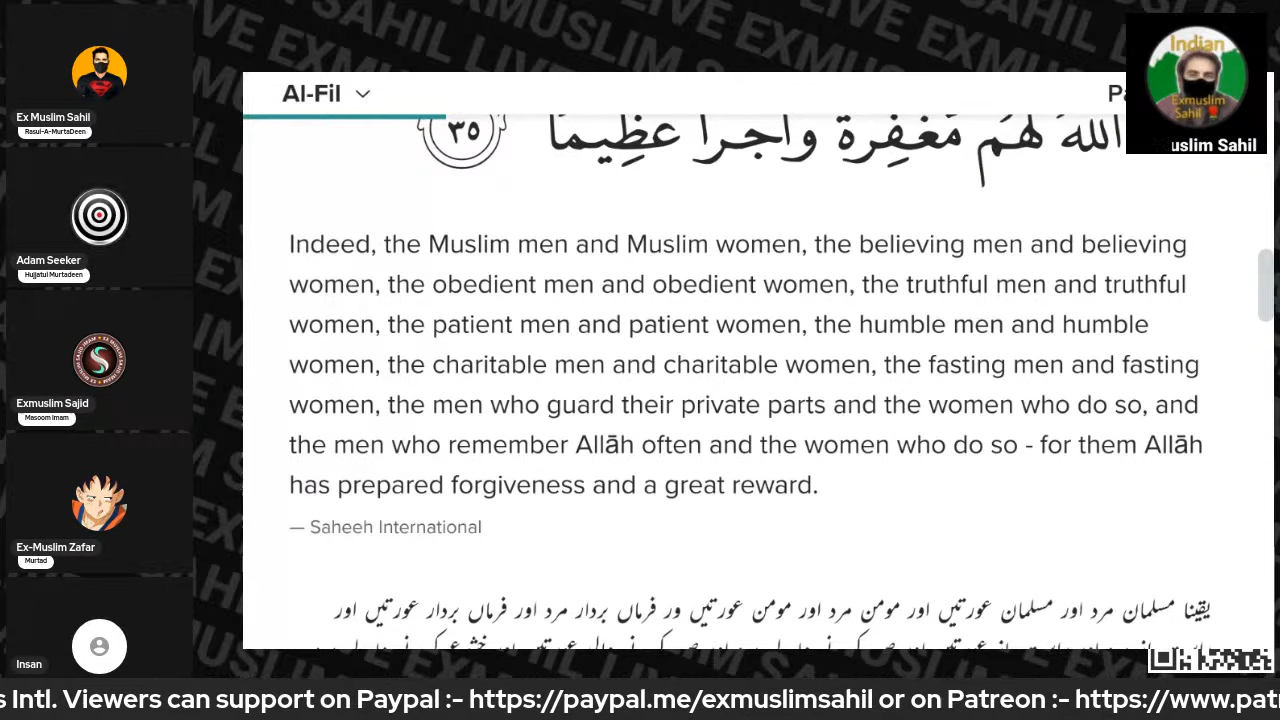 Ex Muslim Sahil
Rasul-A-MurtaDeen
Adam Seeker
Hujjatul Murtadeen
Exmuslim Sajid
Masoom Imam
Ex-Muslim Zafar
Murtad
Insan
Al-Fil
Indian
Exmuslim
Sahil
uslim Sahil
اللَّهُ لَهُم مَّغْفِرَةً وَأَجْرًا عَظِيمًا ٣٥
Indeed, the Muslim men and Muslim women, the believing men and believing
women, the obedient men and obedient women, the truthful men and truthful
women, the patient men and patient women, the humble men and humble
women, the charitable men and charitable women, the fasting men and fasting
women, the men who guard their private parts and the women who do so, and
the men who remember Allāh often and the women who do so - for them Allāh
has prepared forgiveness and a great reward.
— Saheeh International
یقینا مسلمان مرد اور مسلمان عورتیں اور مومن مرد اور مومن عورتیں ور فرماں بردار مرد اور فرماں بردار عورتیں اور
s Intl. Viewers can support on Paypal :- https://paypal.me/exmuslimsahil or on Patreon :- https://www.pat